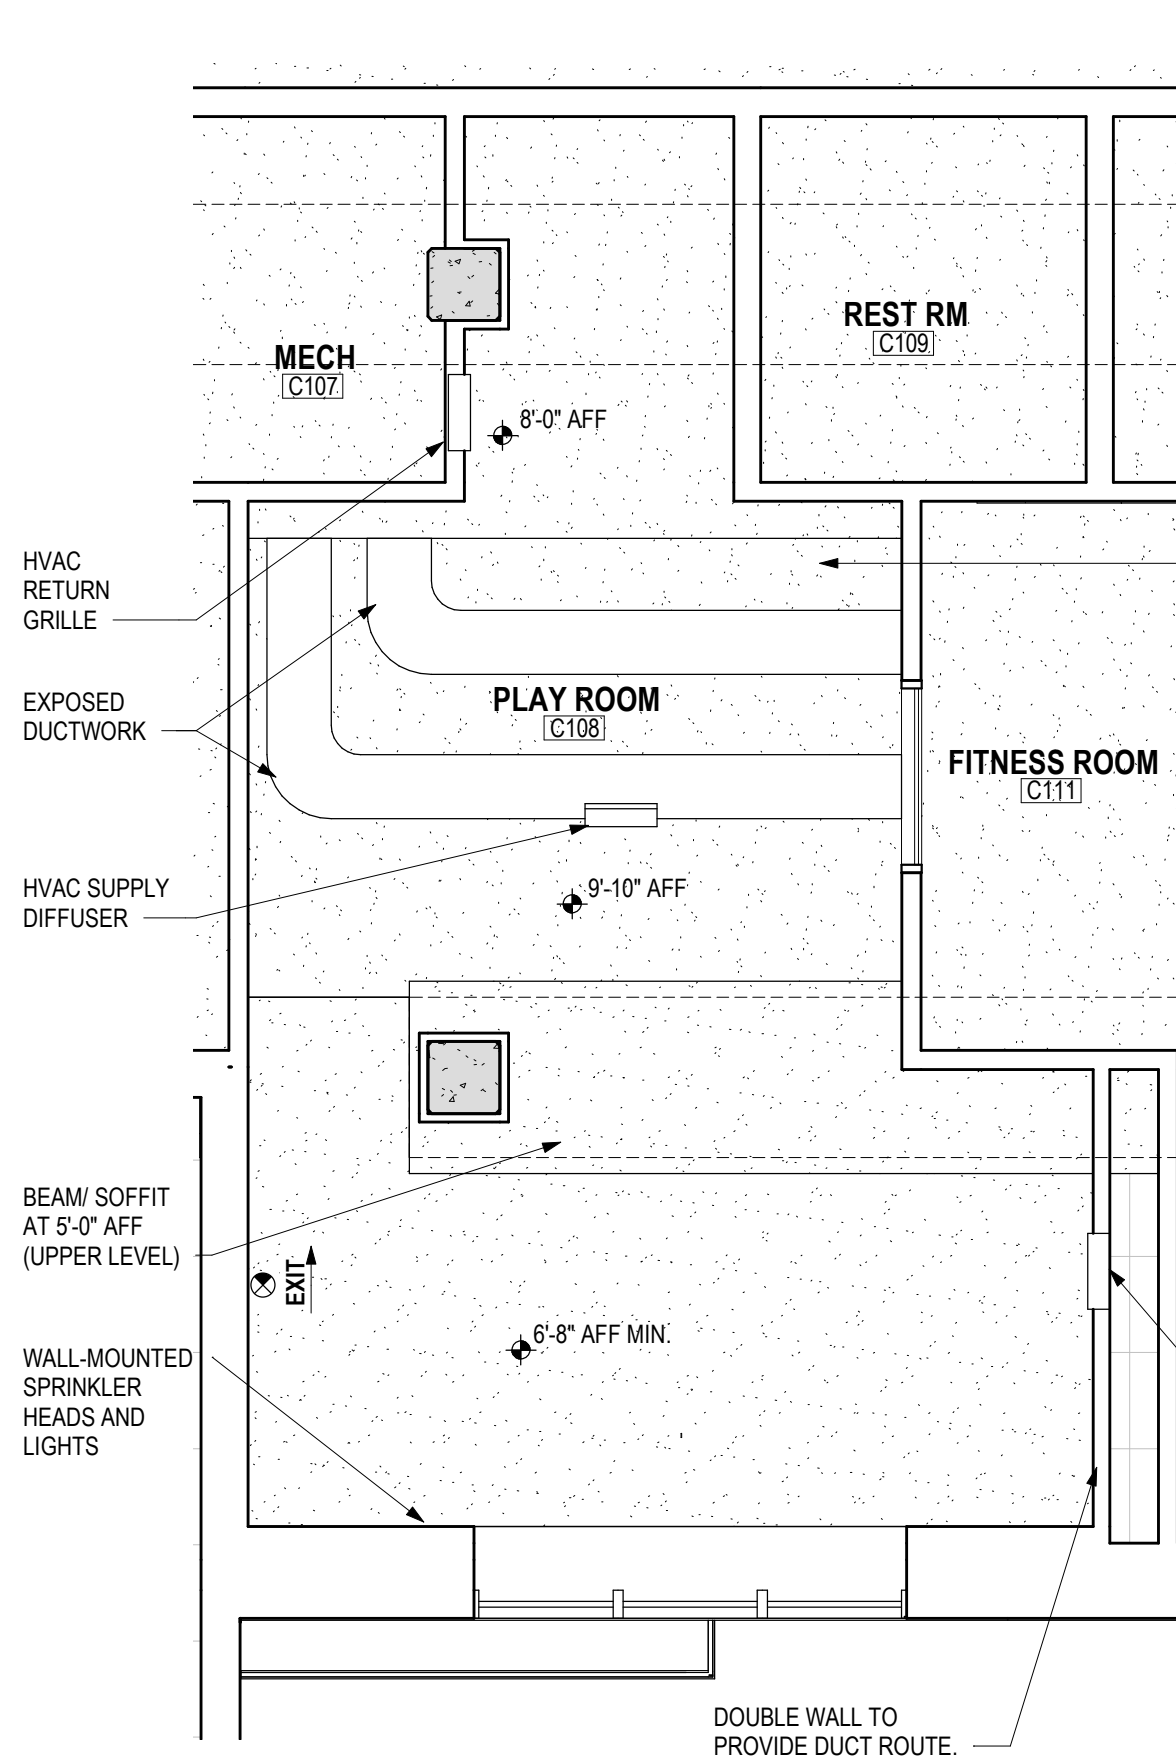 REST RM
C109
MECH
C107
8'-0" AFF
HVAC
RETURN
GRILLE
EXPOSED
DUCTWORK
PLAY ROOM
C108
FITNESS ROOM
C111
HVAC SUPPLY
DIFFUSER
9'-10" AFF
BEAM/ SOFFIT
AT 5'-0" AFF
(UPPER LEVEL)
EXIT
6'-8" AFF MIN.
WALL-MOUNTED
SPRINKLER
HEADS AND
LIGHTS
DOUBLE WALL TO
PROVIDE DUCT ROUTE.